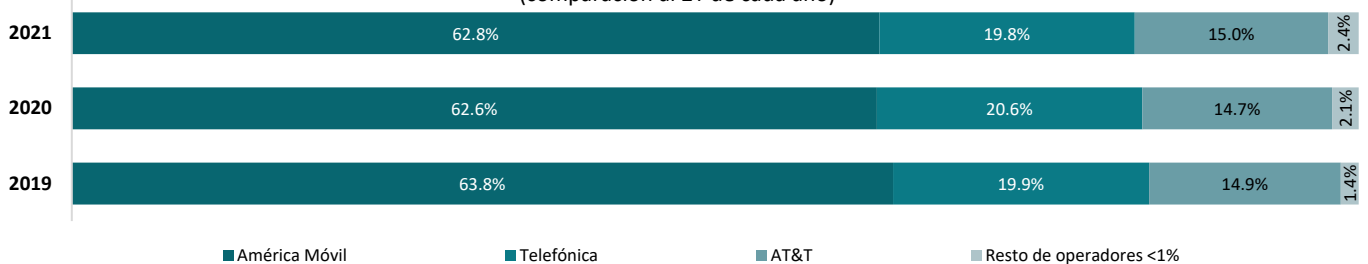 2021 62.8% 19.8% 15.0% 2.4%
2020 62.6% 20.6% 14.7% 2.1%
2019 63.8% 19.9% 14.9% 1.4%
América Móvil Telefónica AT&T Resto de operadores <1%